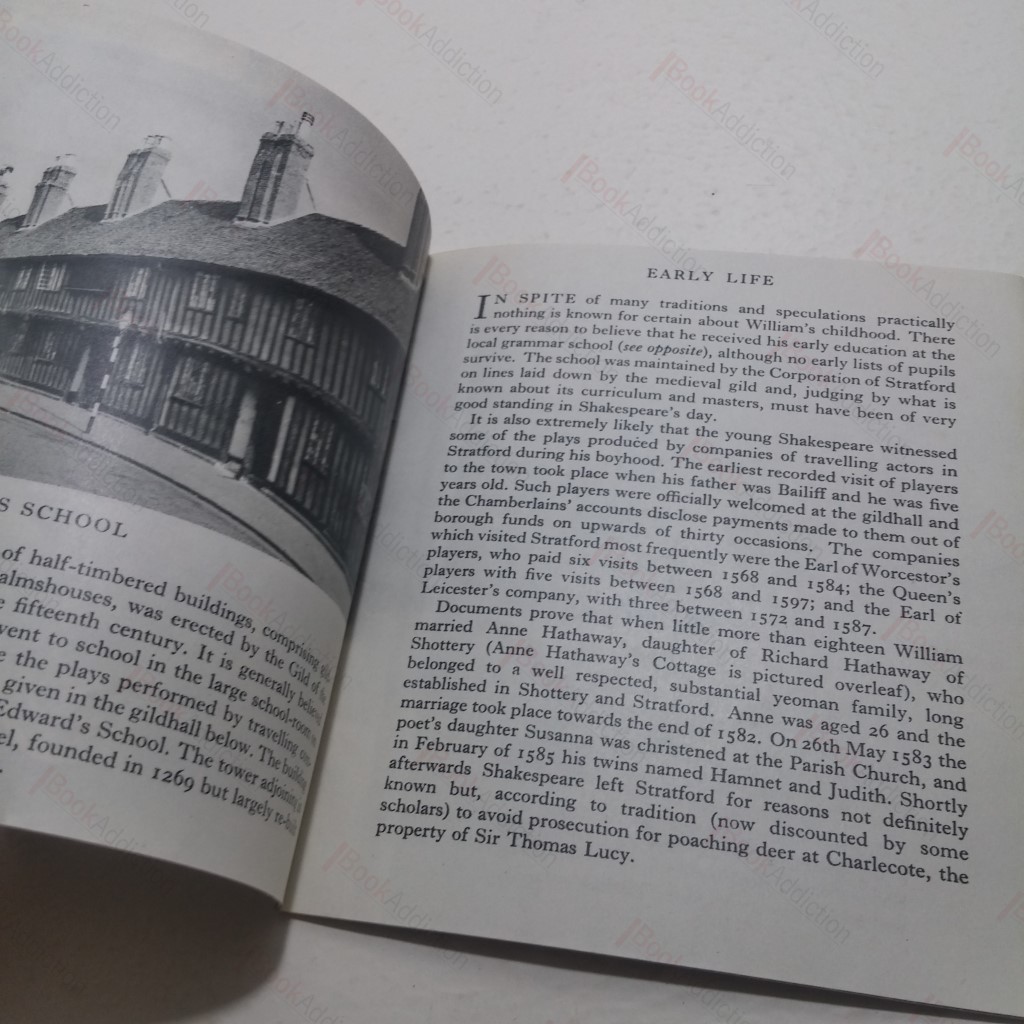 S SCHOOL
of half-timbered buildings, comprising
almshouses, was erected by the Gild of the
fifteenth century. It is generally believed
went to school in the large school-room
the plays performed by travelling
given in the gildhall below. The building
Edward's School. The tower adjoining
founded in 1269 but largely
EARLY LIFE
IN SPITE of many traditions and speculations practically
nothing is known for certain about William's childhood. There
is every reason to believe that he received his early education at the
local grammar school (see opposite), although no early lists of pupils
survive. The school was maintained by the Corporation of Stratford
on lines laid down by the medieval gild and, judging by what is
known about its curriculum and masters, must have been of very
good standing in Shakespeare's day.
It is also extremely likely that the young Shakespeare witnessed
some of the plays produced by companies of travelling actors in
Stratford during his boyhood. The earliest recorded visit of players
to the town took place when his father was Bailiff and he was five
years old. Such players were officially welcomed at the gildhall and
the Chamberlains' accounts disclose payments made to them out of
borough funds on upwards of thirty occasions. The companies
which visited Stratford most frequently were the Earl of Worcestor's
players, who paid six visits between 1568 and 1584; the Queen's
players with five visits between 1568 and 1597; and the Earl of
Leicester's company, with three between 1572 and 1587.
Documents prove that when little more than eighteen William
married Anne Hathaway, daughter of Richard Hathaway of
Shottery (Anne Hathaway's Cottage is pictured overleaf), who
belonged to a well respected, substantial yeoman family, long
established in Shottery and Stratford. Anne was aged 26 and the
marriage took place towards the end of 1582. On 26th May 1583 the
poet's daughter Susanna was christened at the Parish Church, and
in February of 1585 his twins named Hamnet and Judith. Shortly
afterwards Shakespeare left Stratford for reasons not definitely
known but, according to tradition (now discounted by some
scholars) to avoid prosecution for poaching deer at Charlecote, the
property of Sir Thomas Lucy.